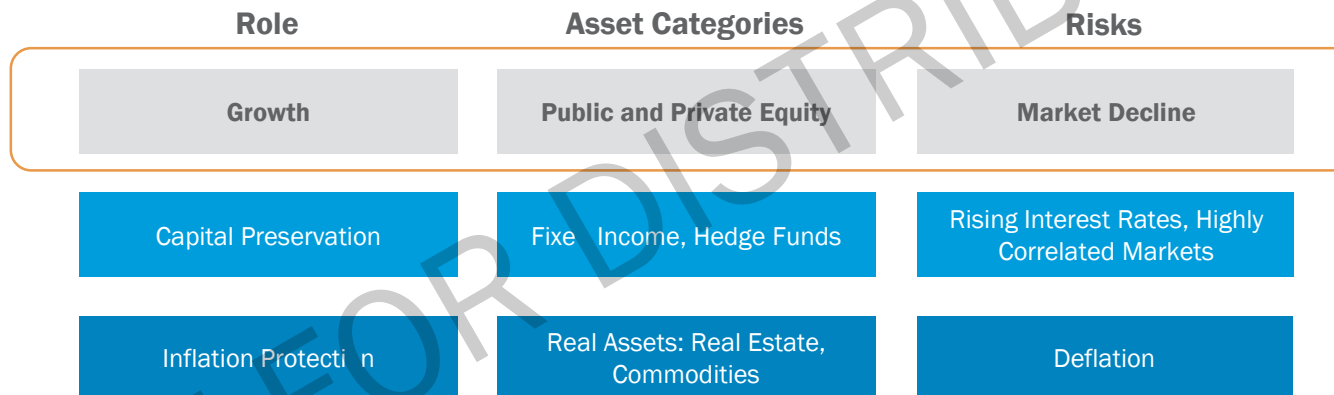 Role Asset Categories Risks
Growth Public and Private Equity Market Decline
Capital Preservation Fixe Income, Hedge Funds Rising Interest Rates, Highly
Correlated Markets
Inflation Protecti n Real Assets: Real Estate,
Commodities Deflation
FOR DISTRIB